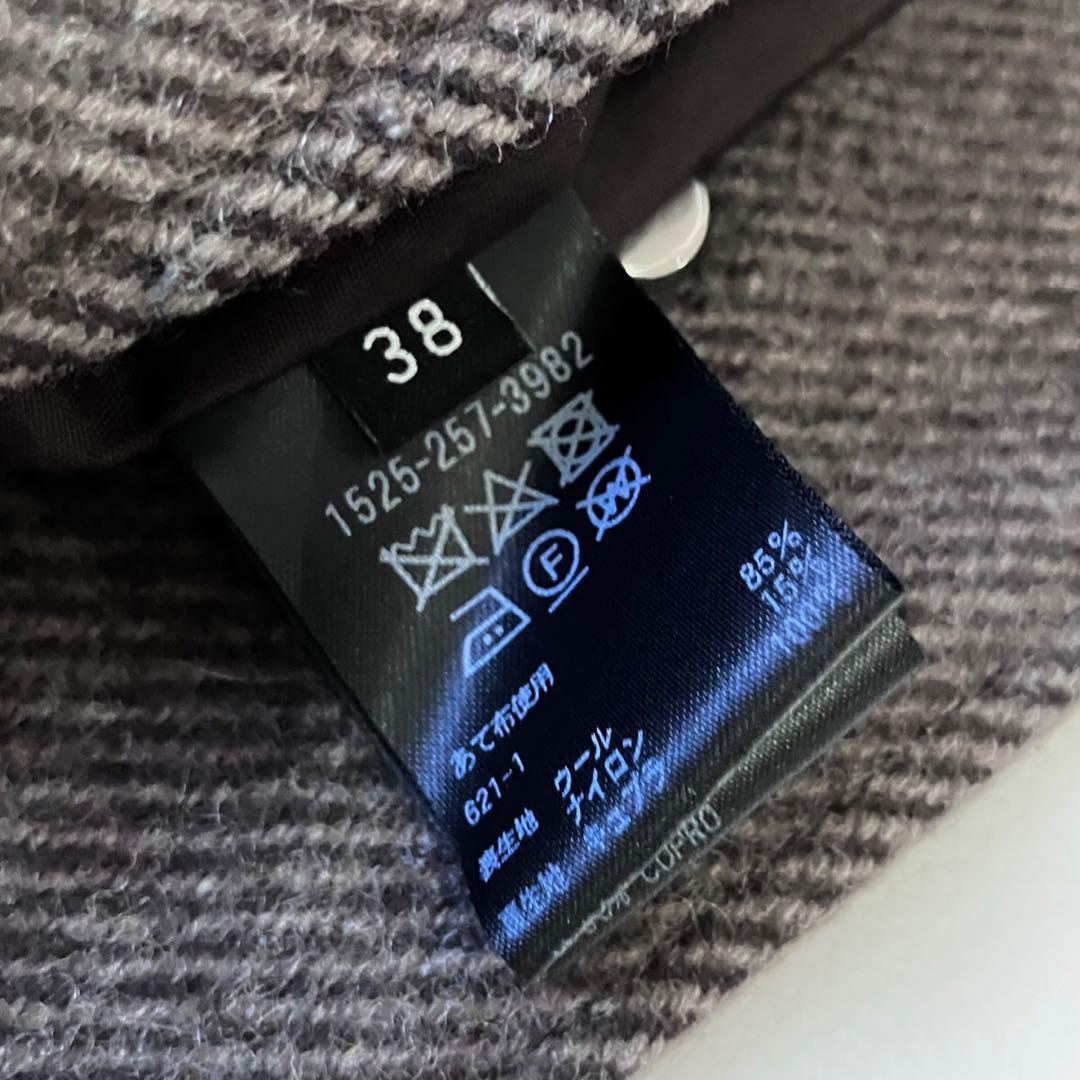 38
1525-257-3982
F
W
あて布使用
621-1
表生地 ウール 85%
ナイロン 15%
裏生地 キュプラ 100%
CUPRO